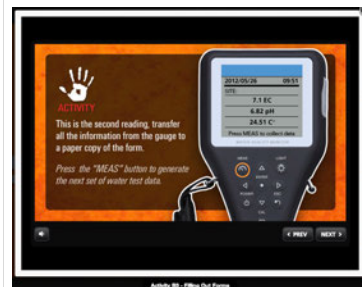 ACTIVITY
This is the second reading, transfer
all the information from the gauge to
a paper copy of the form.
Press the "MEAS" button to generate
the next set of water test data.
2012/05/26 09:51
SITE:
7.1 EC
6.82 pH
24.51 C°
Press MEAS to collect data
MEAS LIGHT
ENTER
POWER ESC
CAL
< PREV NEXT >
Activity B2 - Filling Out Forms